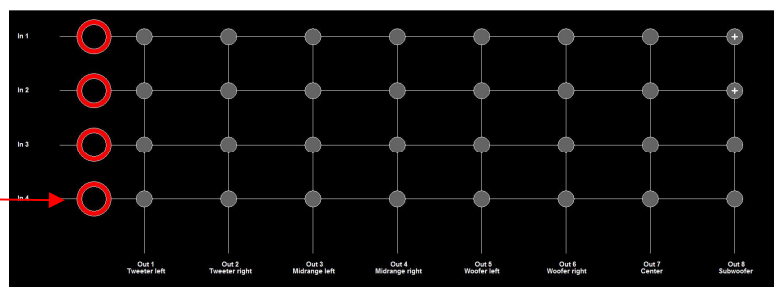 In 1
In 2
In 3
In 4
Out 1
Tweeter left
Out 2
Tweeter right
Out 3
Midrange left
Out 4
Midrange right
Out 5
Woofer left
Out 6
Woofer right
Out 7
Center
Out 8
Subwoofer